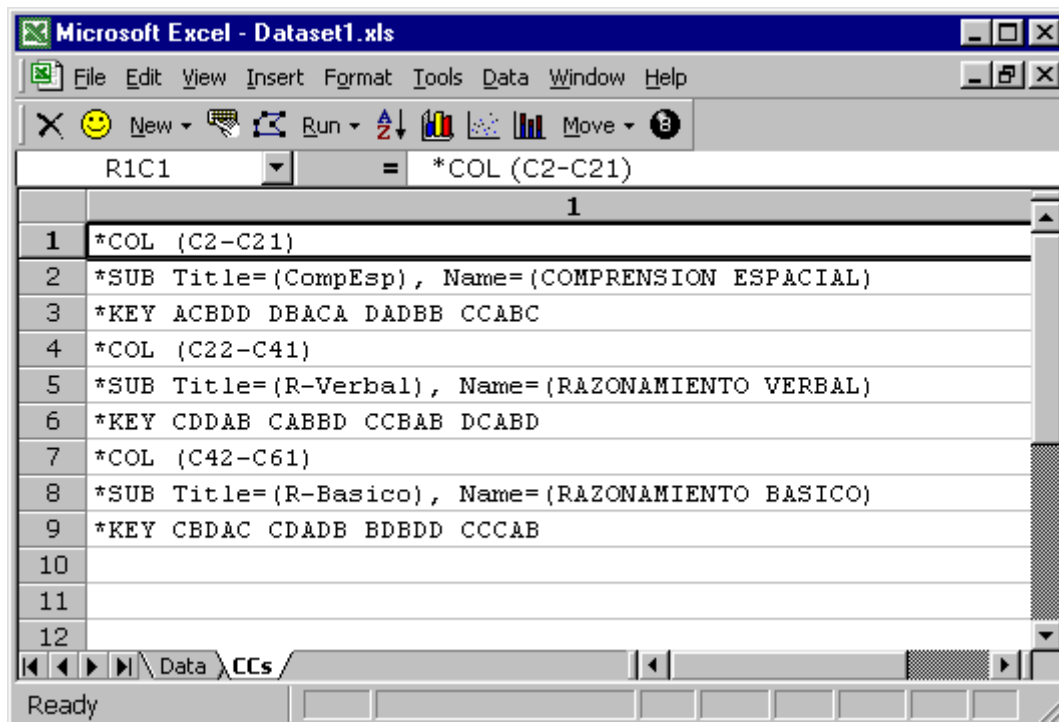 Microsoft Excel - Dataset1.xls
File Edit View Insert Format Tools Data Window Help
New Run A Z Move
R1C1 = *COL (C2-C21)
1
1 *COL (C2-C21)
2 *SUB Title=(CompEsp), Name=(COMPRENSION ESPACIAL)
3 *KEY ACBDD DBACA DADBB CCABC
4 *COL (C22-C41)
5 *SUB Title=(R-Verbal), Name=(RAZONAMIENTO VERBAL)
6 *KEY CDDAB CABBD CCBAB DCABD
7 *COL (C42-C61)
8 *SUB Title=(R-Basico), Name=(RAZONAMIENTO BASICO)
9 *KEY CBDAC CDADB BDBDD CCCAB
10
11
12
Data CCs
Ready